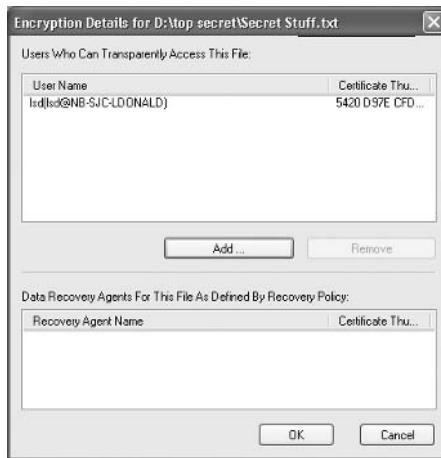 Encryption Details for D:\top secret\Secret Stuff.txt
Users Who Can Transparently Access This File:
User Name Certificate Thu...
lsd(lsd@NB-SJC-LDONALD) 5420 D97E CFD...
Add ... Remove
Data Recovery Agents For This File As Defined By Recovery Policy:
Recovery Agent Name Certificate Thu...
OK Cancel